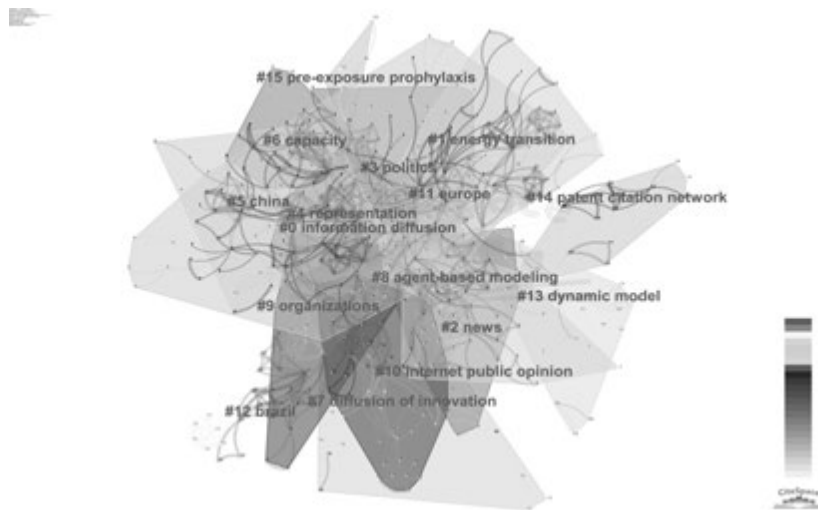 #15 pre-exposure prophylaxis
#6 capacity
#1 energy transition
#3 politics
#11 europe
#5 china
#14 patent citation network
#4 representation
#0 information diffusion
#8 agent-based modeling
#13 dynamic model
#9 organizations
#2 news
#10 internet public opinion
#7 diffusion of innovation
#12 brazil
CiteSpace